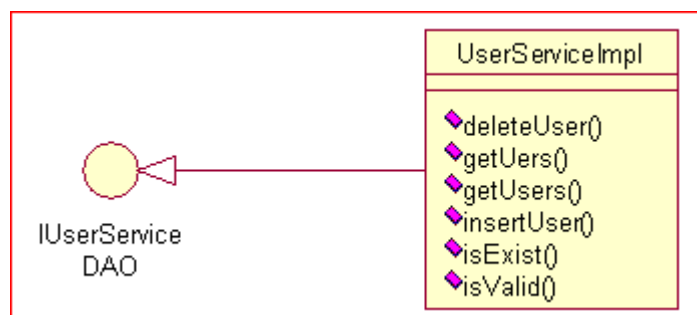 UserServiceImpl
deleteUser()
getUers()
getUsers()
insertUser()
isExist()
isValid()
IUserService
DAO